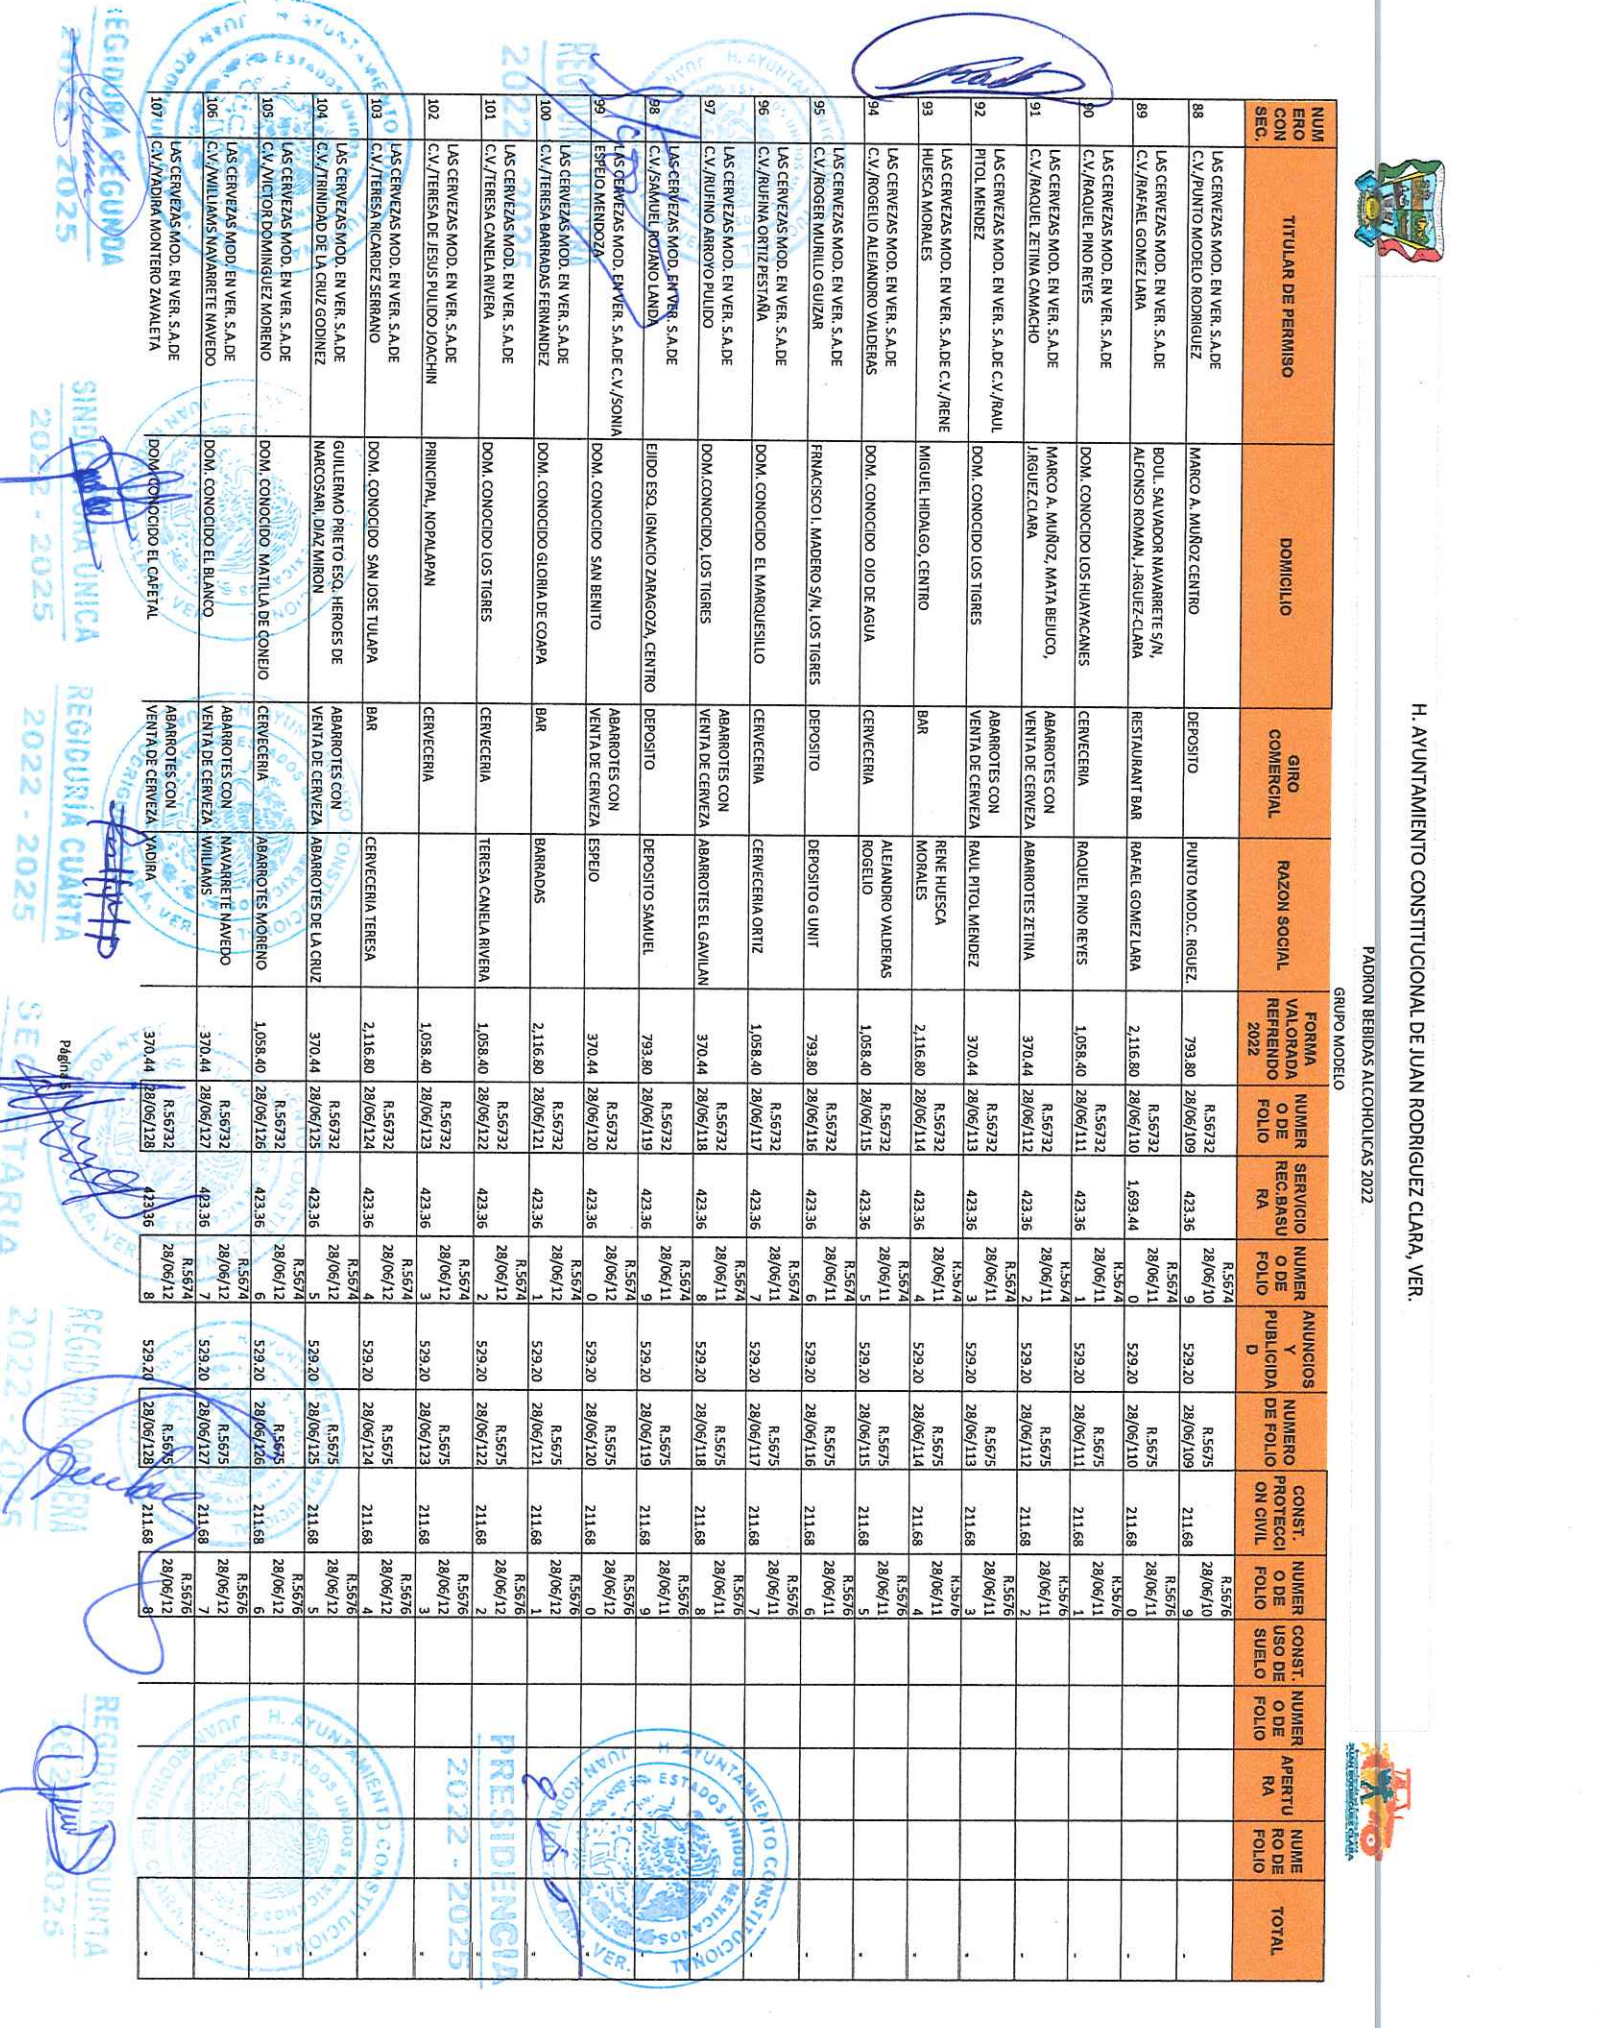 H. AYUNTAMIENTO CONSTITUCIONAL DE JUAN RODRIGUEZ CLARA, VER.
PADRON BEBIDAS ALCOHOLICAS 2022
GRUPO MODELO
NUMERO CON SEC. TITULAR DE PERMISO DOMICILIO GIRO COMERCIAL RAZON SOCIAL FORMA VALORADA REFRENDO 2022 NUMERO DE FOLIO SERVICIO REC.BASURA NUMERO DE FOLIO ANUNCIOS Y PUBLICIDAD NUMERO DE FOLIO CONST. PROTECCION CIVIL NUMERO DE FOLIO CONST. USO DE SUELO NUMERO DE FOLIO APERTURA NUMERO DE FOLIO TOTAL
88 LAS CERVEZAS MOD. EN VER. S.A.DE C.V./PUNTO MODELO RODRIGUEZ MARCO A. MUÑOZ CENTRO DEPOSITO PUNTO MOD.C. RGUEZ. 793.80 R.56732 28/06/109 423.36 R.5674 28/06/109 529.20 R.5675 28/06/109 211.68 R.5676 28/06/109 -
89 LAS CERVEZAS MOD. EN VER. S.A.DE C.V./RAFAEL GOMEZ LARA BOUL. SALVADOR NAVARRETE S/N, ALFONSO ROMAN, J-RGUEZ-CLARA RESTAURANT BAR RAFAEL GOMEZ LARA 2,116.80 R.56732 28/06/110 1,693.44 R.5674 28/06/110 529.20 R.5675 28/06/110 211.68 R.5676 28/06/110 -
90 LAS CERVEZAS MOD. EN VER. S.A.DE C.V./RAQUEL PINO REYES DOM. CONOCIDO LOS HUAYACANES CERVECERIA RAQUEL PINO REYES 1,058.40 R.56732 28/06/111 423.36 R.5674 28/06/111 529.20 R.5675 28/06/111 211.68 R.5676 28/06/111 -
91 LAS CERVEZAS MOD. EN VER. S.A.DE C.V./RAQUEL ZETINA CAMACHO MARCO A. MUÑOZ, MATA BEJUCO, J.RGUEZ.CLARA ABARROTES CON VENTA DE CERVEZA ABARROTES ZETINA 370.44 R.56732 28/06/112 423.36 R.5674 28/06/112 529.20 R.5675 28/06/112 211.68 R.5676 28/06/112 -
92 LAS CERVEZAS MOD. EN VER. S.A.DE C.V./RAUL PITOL MENDEZ DOM. CONOCIDO LOS TIGRES ABARROTES CON VENTA DE CERVEZA RAUL PITOL MENDEZ 370.44 R.56732 28/06/113 423.36 R.5674 28/06/113 529.20 R.5675 28/06/113 211.68 R.5676 28/06/113 -
93 LAS CERVEZAS MOD. EN VER. S.A.DE C.V./RENE HUESCA MORALES MIGUEL HIDALGO, CENTRO BAR RENE HUESCA MORALES 2,116.80 R.56732 28/06/114 423.36 R.5674 28/06/114 529.20 R.5675 28/06/114 211.68 R.5676 28/06/114 -
94 LAS CERVEZAS MOD. EN VER. S.A.DE C.V./ROGELIO ALEJANDRO VALDERAS DOM. CONOCIDO OJO DE AGUA CERVECERIA ALEJANDRO VALDERAS ROGELIO 1,058.40 R.56732 28/06/115 423.36 R.5674 28/06/115 529.20 R.5675 28/06/115 211.68 R.5676 28/06/115 -
95 LAS CERVEZAS MOD. EN VER. S.A.DE C.V./ROGER MURILLO GUIZAR FRNACISCO I. MADERO S/N, LOS TIGRES DEPOSITO DEPOSITO G UNIT 793.80 R.56732 28/06/116 423.36 R.5674 28/06/116 529.20 R.5675 28/06/116 211.68 R.5676 28/06/116 -
96 LAS CERVEZAS MOD. EN VER. S.A.DE C.V./RUFINA ORTIZ PESTAÑA DOM. CONOCIDO EL MARQUESILLO CERVECERIA CERVECERIA ORTIZ 1,058.40 R.56732 28/06/117 423.36 R.5674 28/06/117 529.20 R.5675 28/06/117 211.68 R.5676 28/06/117 -
97 LAS CERVEZAS MOD. EN VER. S.A.DE C.V./RUFINO ARROYO PULIDO DOM.CONOCIDO, LOS TIGRES ABARROTES CON VENTA DE CERVEZA ABARROTES EL GAVILAN 370.44 R.56732 28/06/118 423.36 R.5674 28/06/118 529.20 R.5675 28/06/118 211.68 R.5676 28/06/118 -
98 LAS CERVEZAS MOD. EN VER. S.A.DE C.V./SAMUEL ROJANO LANDA EJIDO ESQ. IGNACIO ZARAGOZA, CENTRO DEPOSITO DEPOSITO SAMUEL 793.80 R.56732 28/06/119 423.36 R.5674 28/06/119 529.20 R.5675 28/06/119 211.68 R.5676 28/06/119 -
99 LAS CERVEZAS MOD. EN VER. S.A.DE C.V./SONIA ESPEJO MENDOZA DOM. CONOCIDO SAN BENITO ABARROTES CON VENTA DE CERVEZA ESPEJO 370.44 R.56732 28/06/120 423.36 R.5674 28/06/120 529.20 R.5675 28/06/120 211.68 R.5676 28/06/120 -
100 LAS CERVEZAS MOD. EN VER. S.A.DE C.V./TERESA BARRADAS FERNANDEZ DOM. CONOCIDO GLORIA DE COAPA BAR BARRADAS 2,116.80 R.56732 28/06/121 423.36 R.5674 28/06/121 529.20 R.5675 28/06/121 211.68 R.5676 28/06/121 -
101 LAS CERVEZAS MOD. EN VER. S.A.DE C.V./TERESA CANELA RIVERA DOM. CONOCIDO LOS TIGRES CERVECERIA TERESA CANELA RIVERA 1,058.40 R.56732 28/06/122 423.36 R.5674 28/06/122 529.20 R.5675 28/06/122 211.68 R.5676 28/06/122 -
102 LAS CERVEZAS MOD. EN VER. S.A.DE C.V./TERESA DE JESUS PULIDO JOACHIN PRINCIPAL, NOPALAPAN CERVECERIA 1,058.40 R.56732 28/06/123 423.36 R.5674 28/06/123 529.20 R.5675 28/06/123 211.68 R.5676 28/06/123 -
103 LAS CERVEZAS MOD. EN VER. S.A.DE C.V./TERESA RICARDEZ SERRANO DOM. CONOCIDO SAN JOSE TULAPA BAR CERVECERIA TERESA 2,116.80 R.56732 28/06/124 423.36 R.5674 28/06/124 529.20 R.5675 28/06/124 211.68 R.5676 28/06/124 -
104 LAS CERVEZAS MOD. EN VER. S.A.DE C.V./TRINIDAD DE LA CRUZ GODINEZ GUILLERMO PRIETO ESQ. HEROES DE NARCOSARI, DIAZ MIRON ABARROTES CON VENTA DE CERVEZA ABARROTES DE LA CRUZ 370.44 R.56732 28/06/125 423.36 R.5674 28/06/125 529.20 R.5675 28/06/125 211.68 R.5676 28/06/125 -
105 LAS CERVEZAS MOD. EN VER. S.A.DE C.V./VICTOR DOMINGUEZ MORENO DOM. CONOCIDO MATILLA DE CONEJO CERVECERIA ABARROTES MORENO 1,058.40 R.56732 28/06/126 423.36 R.5674 28/06/126 529.20 R.5675 28/06/126 211.68 R.5676 28/06/126 -
106 LAS CERVEZAS MOD. EN VER. S.A.DE C.V./WILLIAMS NAVARRETE NAVEDO DOM. CONOCIDO EL BLANCO ABARROTES CON VENTA DE CERVEZA NAVARRETE NAVEDO WILLIAMS 370.44 R.56732 28/06/127 423.36 R.5674 28/06/127 529.20 R.5675 28/06/127 211.68 R.5676 28/06/127 -
107 LAS CERVEZAS MOD. EN VER. S.A.DE C.V./YADIRA MONTERO ZAVALETA DOM. CONOCIDO EL CAFETAL ABARROTES CON VENTA DE CERVEZA YADIRA 370.44 R.56732 28/06/128 423.36 R.5674 28/06/128 529.20 R.5675 28/06/128 211.68 R.5676 28/06/128 -
Página 5
REGIDURIA SEGUNDA
2025
SINDICATURA UNICA
2022 - 2025
REGIDURÍA CUARTA
2022 - 2025
SECRETARIA
2022 - 2025
REGIDURIA QUINTA
2025
PRESIDENCIA
2022 - 2025
H. AYUNTAMIENTO CONSTITUCIONAL
ESTADOS UNIDOS MEXICANOS